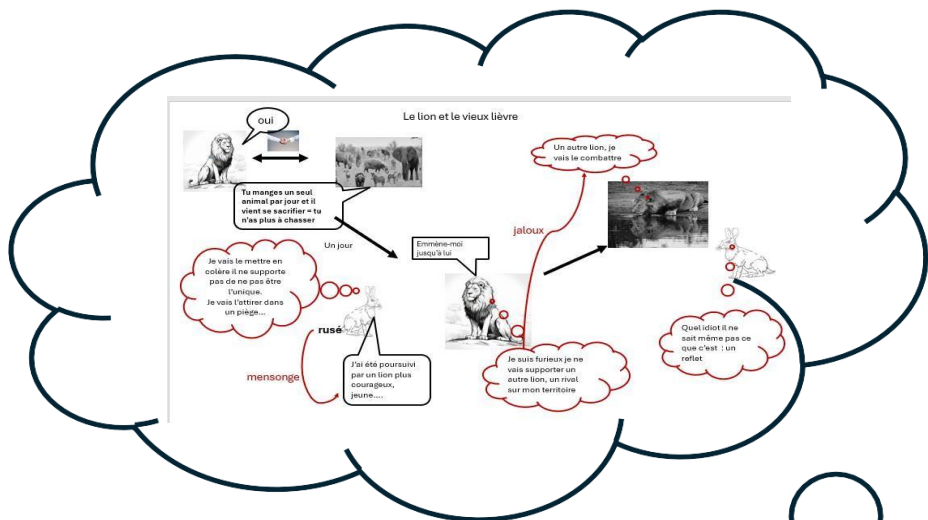 Le lion et le vieux lièvre
oui
Tu manges un seul
animal par jour et il
vient se sacrifier = tu
n'as plus à chasser
Un jour
Je vais le mettre en
colère il ne supporte
pas de ne pas être
l'unique.
Je vais l'attirer dans
un piège...
rusé
mensonge
J'ai été poursuivi
par un lion plus
courageux,
jeune....
Emmène-moi
jusqu'à lui
Je suis furieux je ne
vais supporter un
autre lion, un rival
sur mon territoire
jaloux
Un autre lion, je
vais le combattre
Quel idiot il ne
sait même pas ce
que c'est : un
reflet